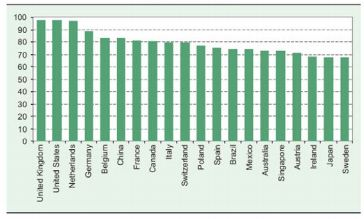 100
90
80
70
60
50
40
30
20
10
0
United Kingdom
United States
Netherlands
Germany
Belgium
China
France
Canada
Italy
Switzerland
Poland
Spain
Brazil
Mexico
Australia
Singapore
Austria
Ireland
Japan
Sweden